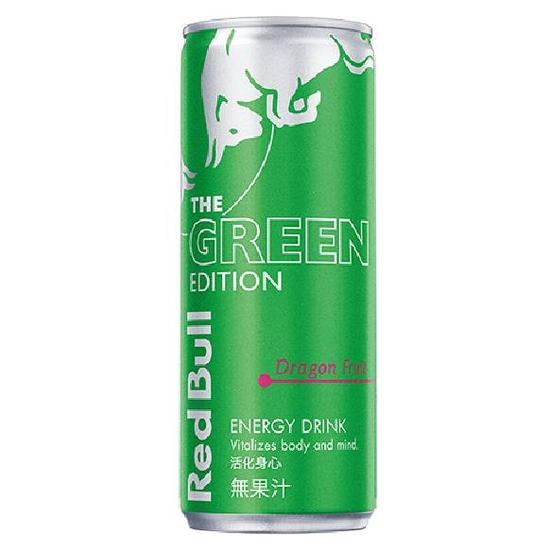 THE
GREEN
EDITION
Red Bull
Dragon Fruit
ENERGY DRINK
Vitalizes body and mind.
活化身心
無果汁